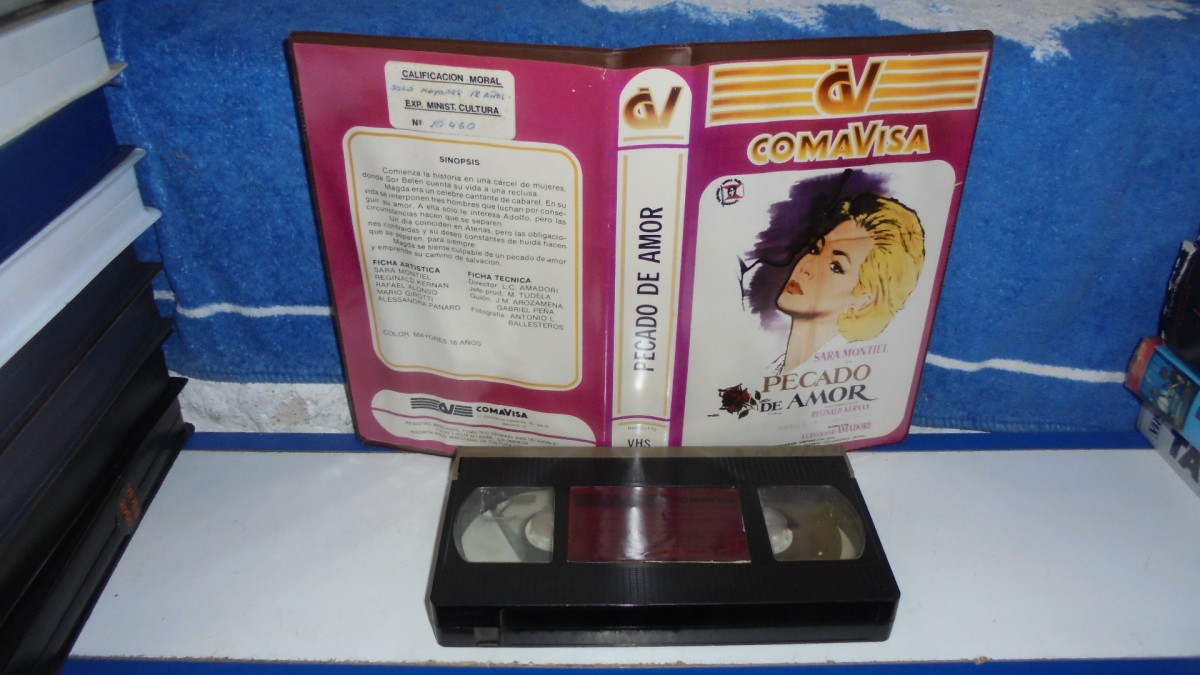 CALIFICACION MORAL
EXP. MINIST. CULTURA
Nº 10.460
SINOPSIS
Comienza la historia en una cárcel de mujeres,
donde Sor Belén cuenta su vida a una reclusa.
Magda era un celebre cantante de cabaret. En su
vida se interponen tres hombres que luchan por conse-
guir su amor. A ella sólo le interesa Adolfo, pero las
circunstancias hacen que se separen.
Un día coinciden en Atenas, pero las obligacio-
nes contraidas y su deseo constantes de huida hacen
que se separen, para siempre.
Magda se siente culpable de un pecado de amor
y emprende su camino de salvación.
FICHA ARTISTICA
SARA MONTIEL
REGINALD KERNAN
RAFAEL ALONSO
MARIO GIROTTI
ALESSANDRA PANARO
FICHA TECNICA
Director: L.C. AMADORI
Jefe prod.: M. TUDELA
Guión: J.M. AROZAMENA
GABRIEL PEÑA
Fotografía: ANTONIO L.
BALLESTEROS
COLOR. MAYORES 18 AÑOS
CV COMAVISA
CV
PECADO DE AMOR
VHS
CV
COMAVISA
SARA MONTIEL
PECADO
DE AMOR
REGINALD KERNAN
AMADORI
TA